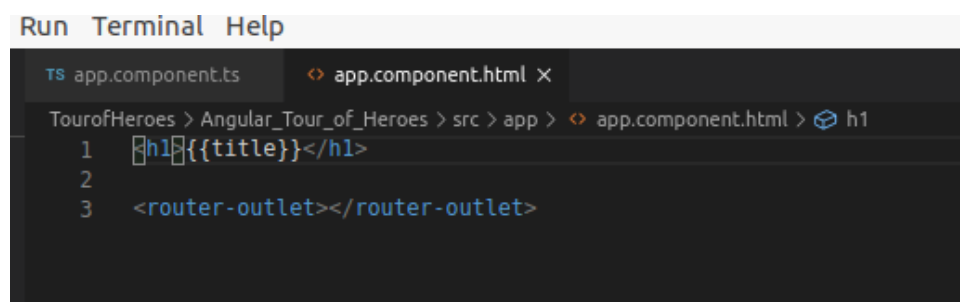 Run Terminal Help
TS app.component.ts <> app.component.html ×
TourofHeroes > Angular_Tour_of_Heroes > src > app > <> app.component.html > h1
1 <h1>{{title}}</h1>
2
3 <router-outlet></router-outlet>